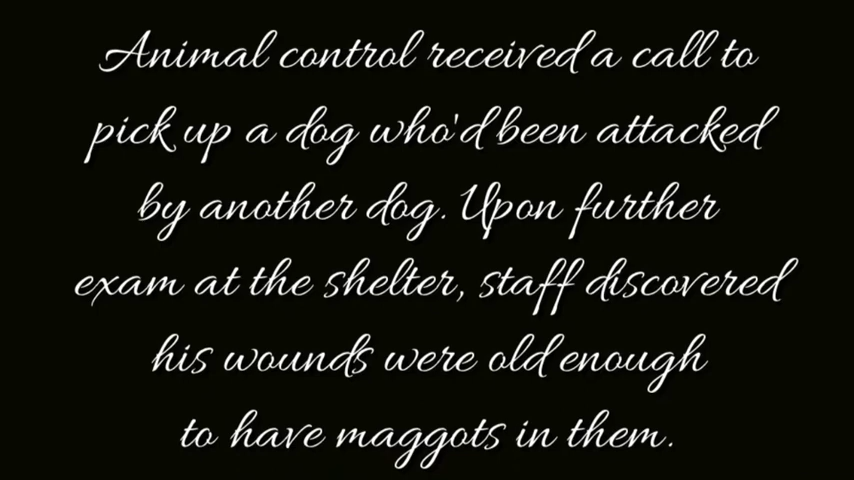 Animal control received a call to
pick up a dog who'd been attacked
by another dog. Upon further
exam at the shelter, staff discovered
his wounds were old enough
to have maggots in them.